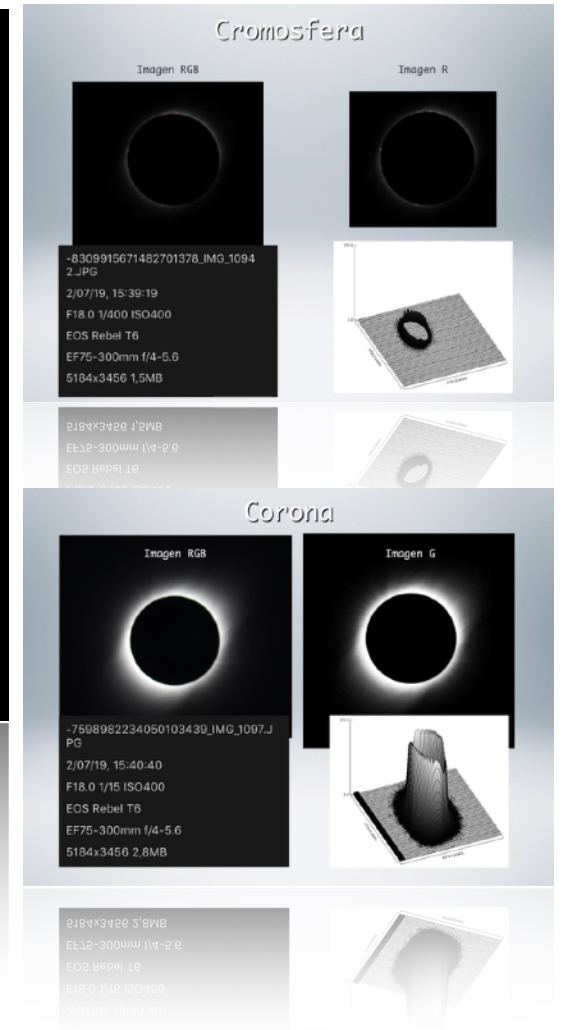 Cromosfera
Imagen RGB
Imagen R
-8309915671482701378_IMG_1094
2.JPG
2/07/19, 15:39:19
F18.0 1/400 ISO400
EOS Rebel T6
EF75-300mm f/4-5.6
5184x3456 1,5MB
Corona
Imagen RGB
Imagen G
-7598982234050103439_IMG_1097.J
PG
2/07/19, 15:40:40
F18.0 1/15 ISO400
EOS Rebel T6
EF75-300mm f/4-5.6
5184x3456 2,8MB